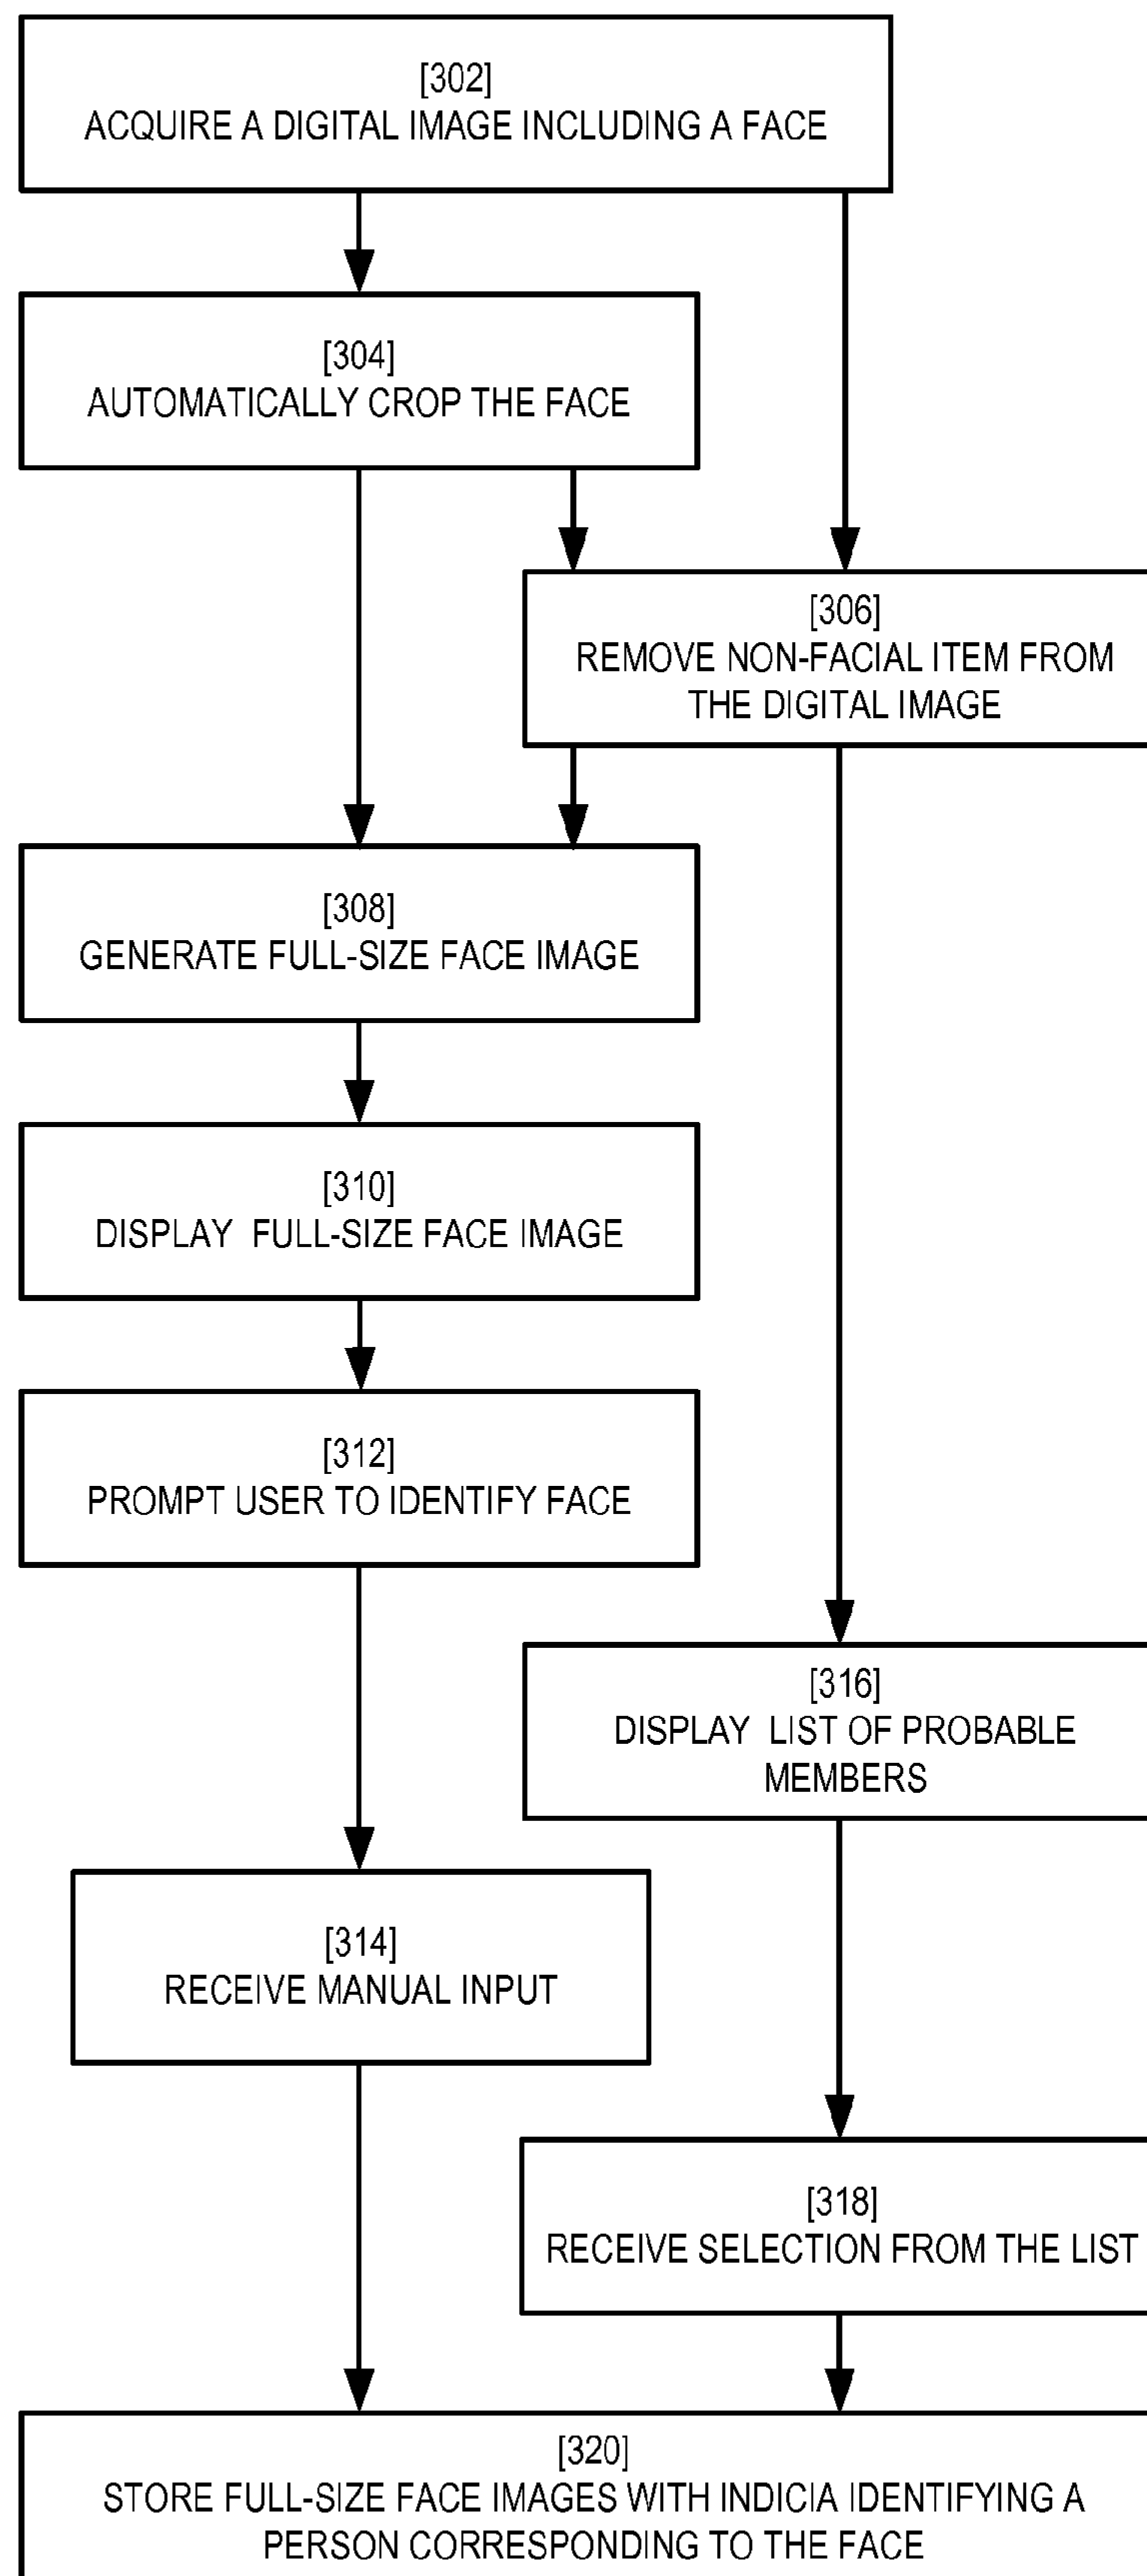 [302]
ACQUIRE A DIGITAL IMAGE INCLUDING A FACE
[304]
AUTOMATICALLY CROP THE FACE
[306]
REMOVE NON-FACIAL ITEM FROM
THE DIGITAL IMAGE
[308]
GENERATE FULL-SIZE FACE IMAGE
[310]
DISPLAY FULL-SIZE FACE IMAGE
[312]
PROMPT USER TO IDENTIFY FACE
[316]
DISPLAY LIST OF PROBABLE
MEMBERS
[314]
RECEIVE MANUAL INPUT
[318]
RECEIVE SELECTION FROM THE LIST
[320]
STORE FULL-SIZE FACE IMAGES WITH INDICIA IDENTIFYING A
PERSON CORRESPONDING TO THE FACE